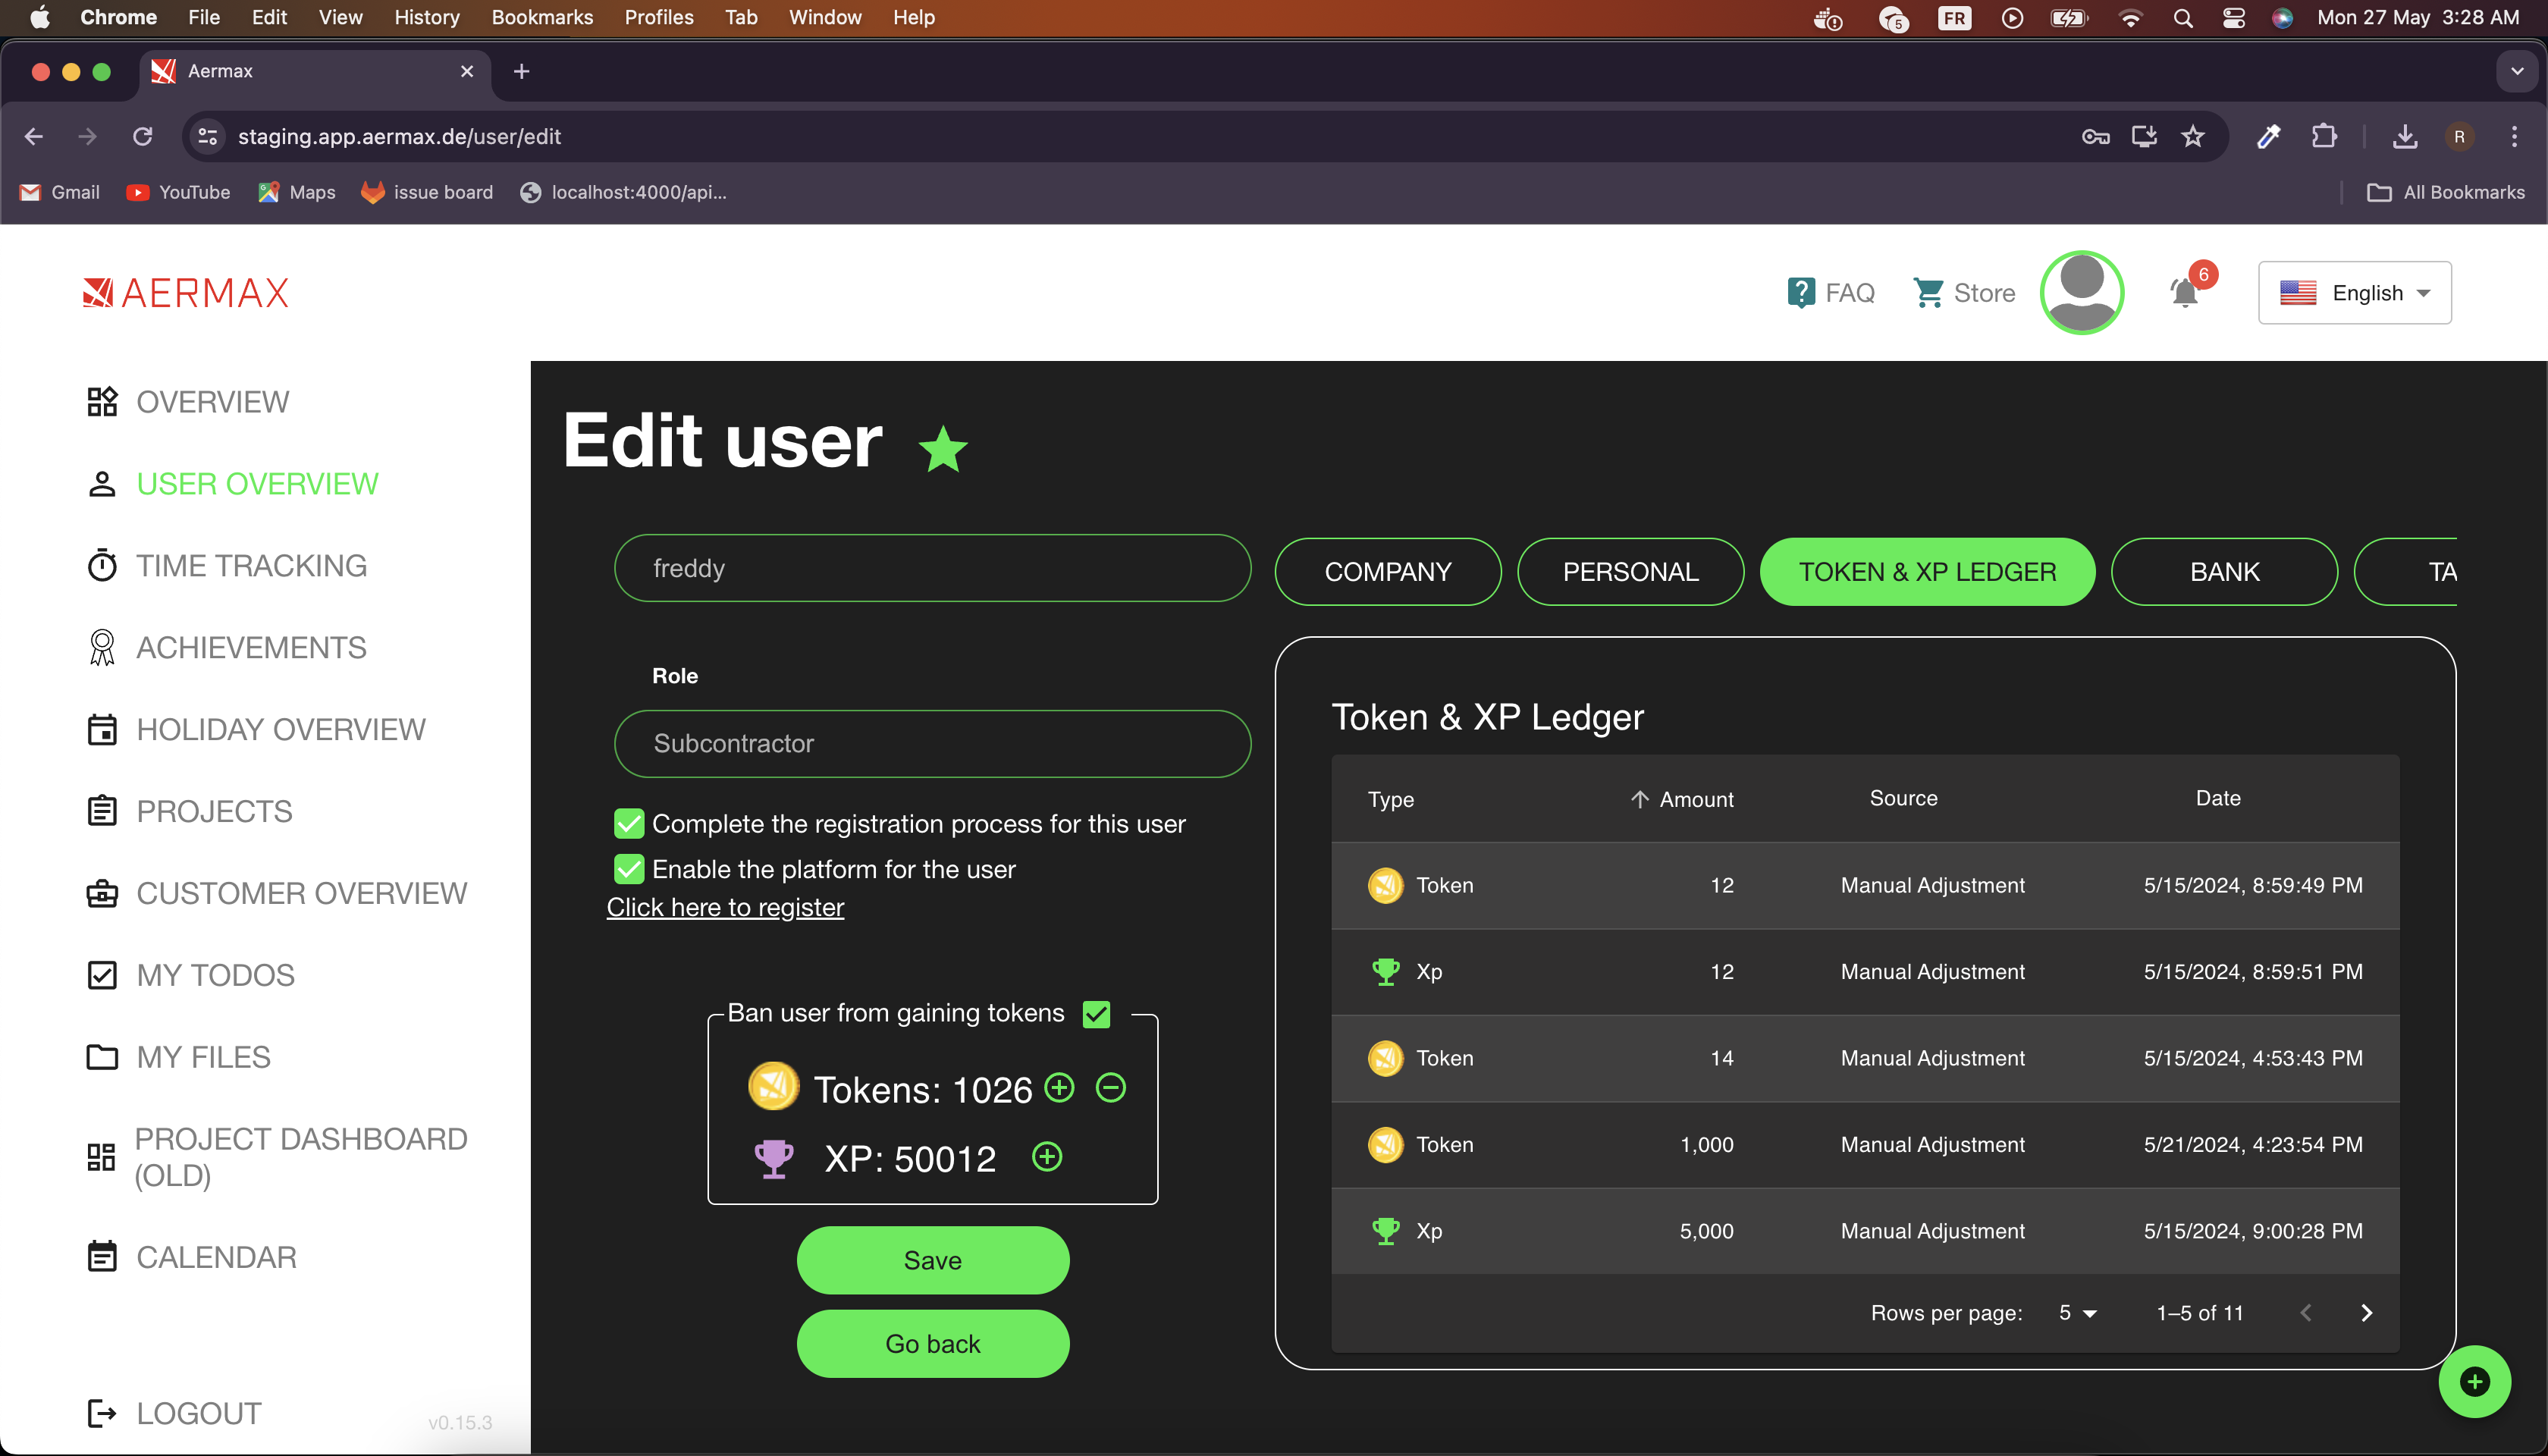 Chrome File Edit View History Bookmarks Profiles Tab Window Help 5 FR Mon 27 May 3:28 AM
Aermax
staging.app.aermax.de/user/edit R
Gmail YouTube Maps issue board localhost:4000/api... All Bookmarks
AERMAX FAQ Store 6 English
OVERVIEW
USER OVERVIEW
TIME TRACKING
ACHIEVEMENTS
HOLIDAY OVERVIEW
PROJECTS
CUSTOMER OVERVIEW
MY TODOS
MY FILES
PROJECT DASHBOARD
(OLD)
CALENDAR
LOGOUT
v0.15.3
Edit user
freddy
Role
Subcontractor
Complete the registration process for this user
Enable the platform for the user
Click here to register
Ban user from gaining tokens
Tokens: 1026
XP: 50012
Save
Go back
COMPANY PERSONAL TOKEN & XP LEDGER BANK TA
Token & XP Ledger
Type Amount Source Date
Token 12 Manual Adjustment 5/15/2024, 8:59:49 PM
Xp 12 Manual Adjustment 5/15/2024, 8:59:51 PM
Token 14 Manual Adjustment 5/15/2024, 4:53:43 PM
Token 1,000 Manual Adjustment 5/21/2024, 4:23:54 PM
Xp 5,000 Manual Adjustment 5/15/2024, 9:00:28 PM
Rows per page: 5 1–5 of 11